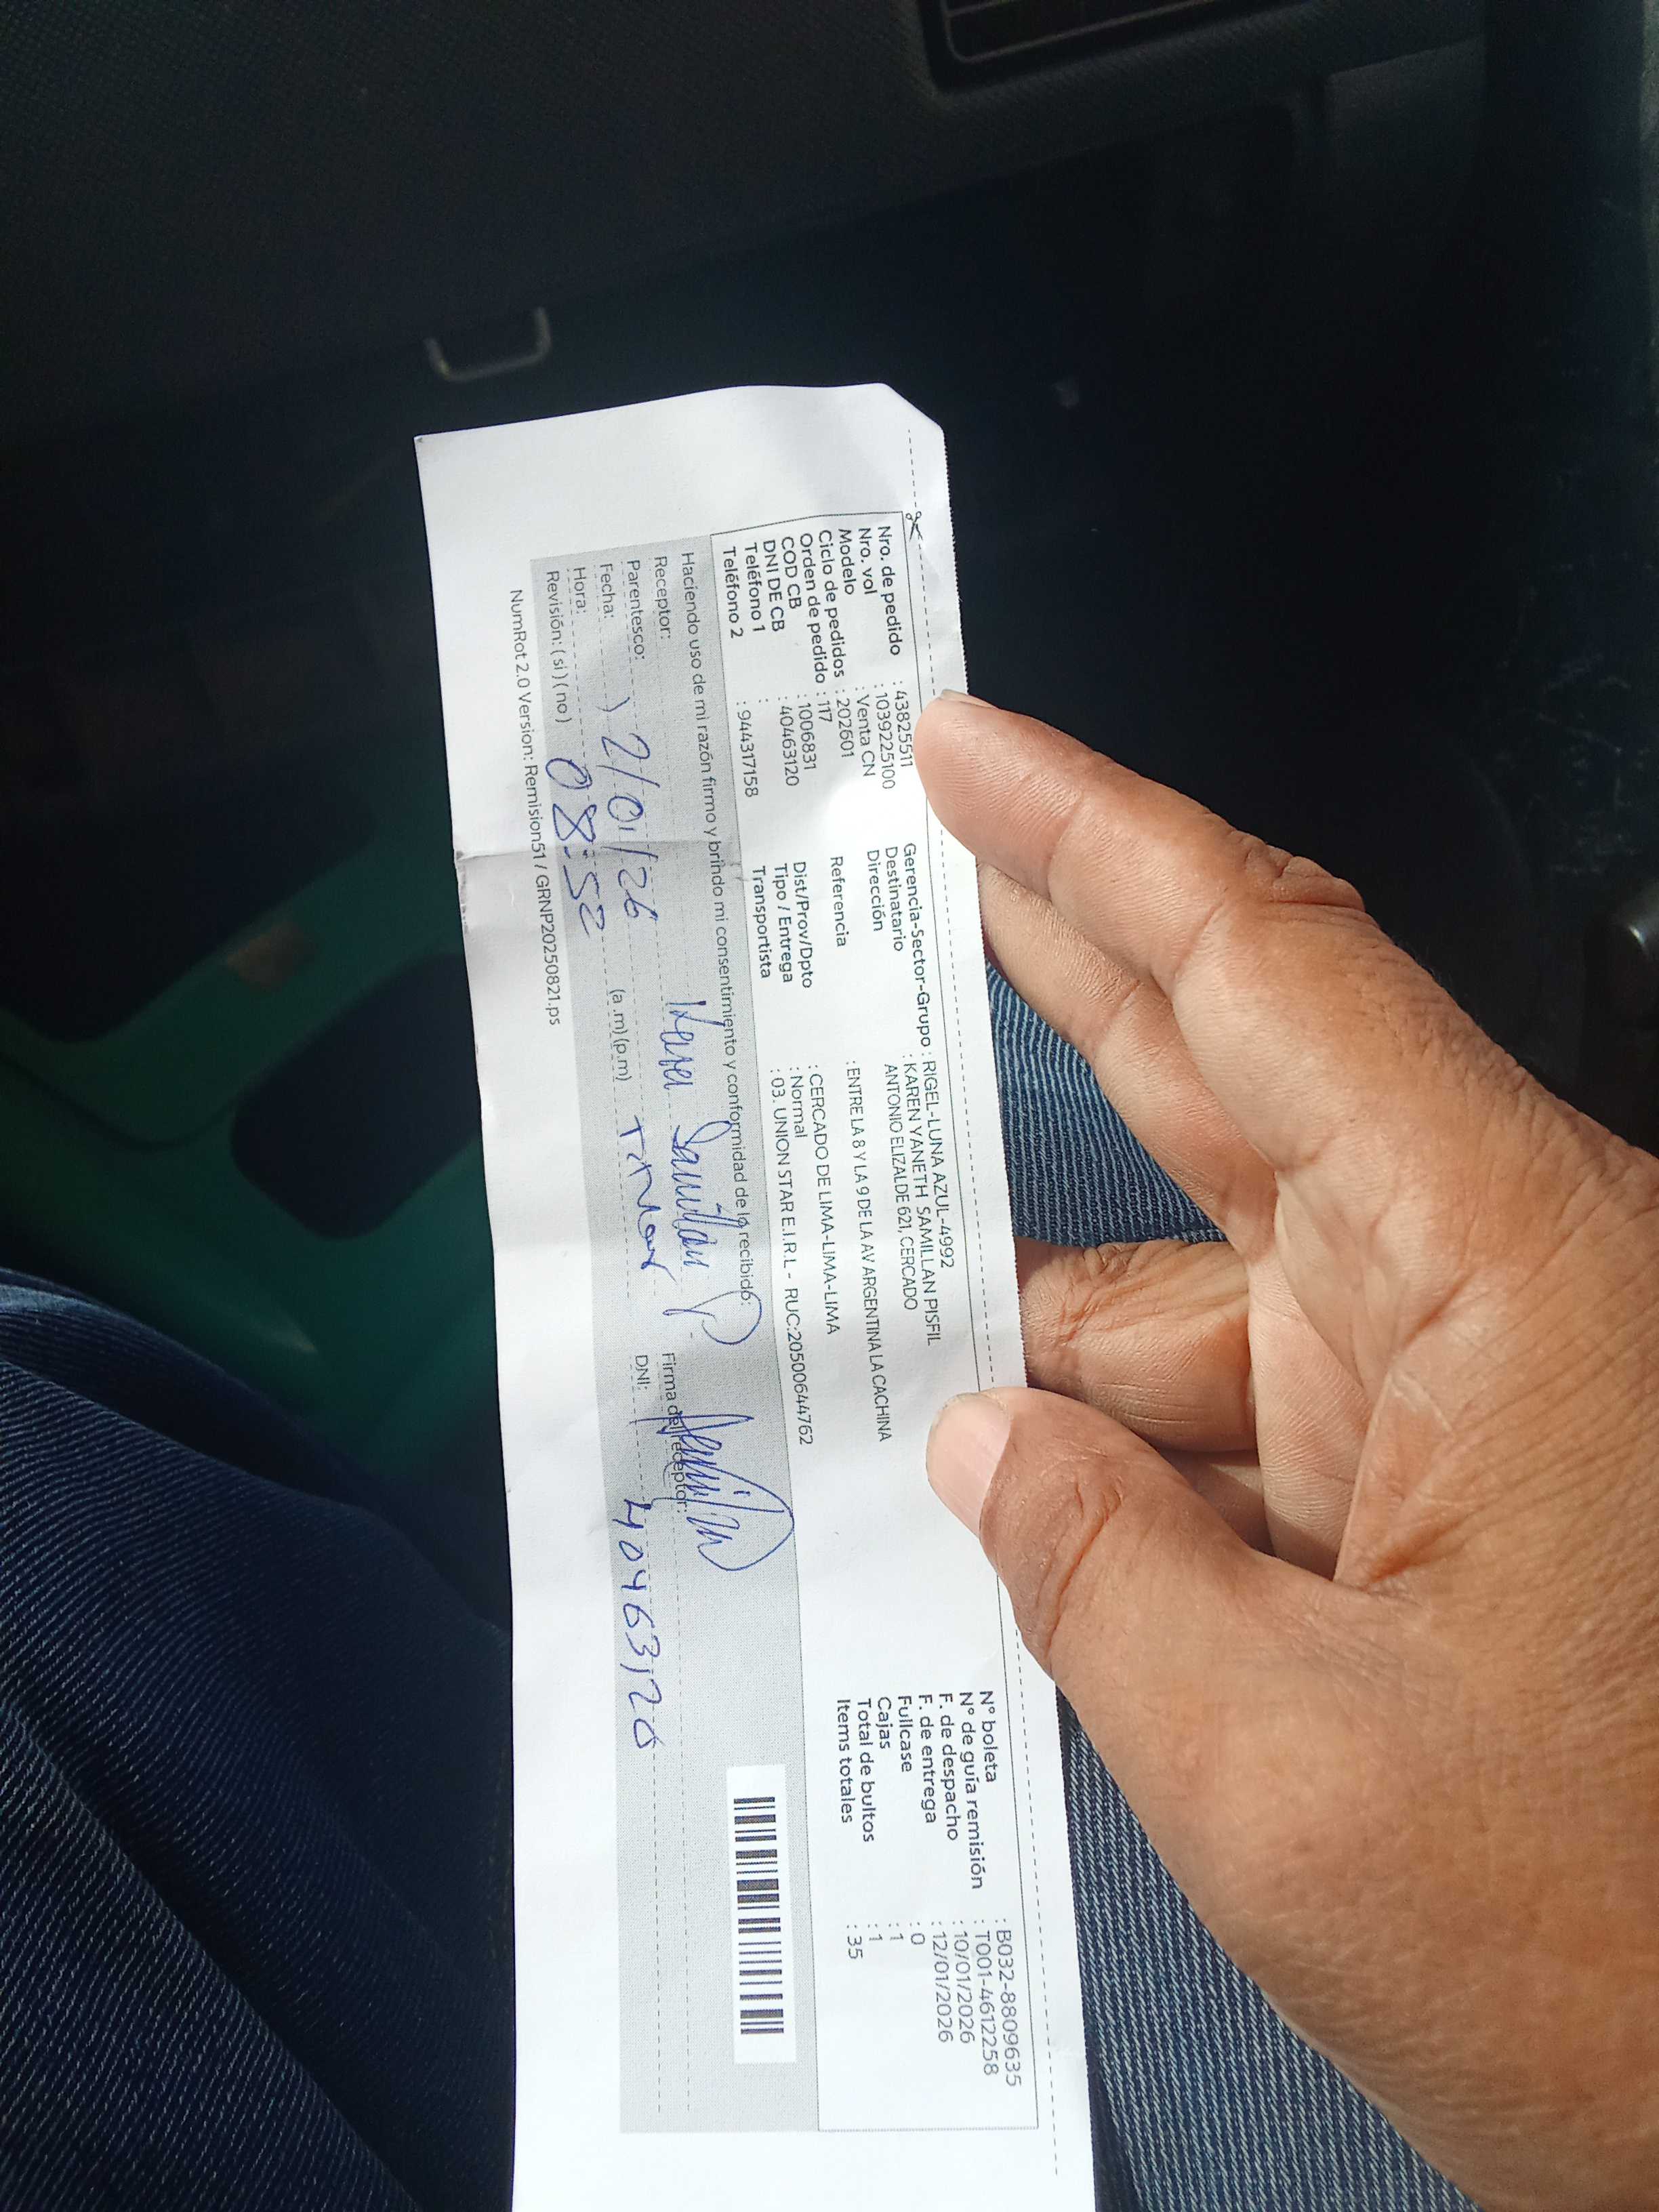 Nro. de pedido : 43825511
Nro. vol : 1039225100
Modelo : Venta CN
Ciclo de pedidos : 202601
Orden de pedido : 117
COD CB : 1006831
DNI DE CB : 40463120
Teléfono 1 :
Teléfono 2 : 944317158
Gerencia-Sector-Grupo : RIGEL-LUNA AZUL-4992
Destinatario : KAREN YANETH SAMILLAN PISFIL
Dirección ANTONIO ELIZALDE 621, CERCADO
Referencia : ENTRE LA 8 Y LA 9 DE LA AV ARGENTINA LA CACHINA
Dist/Prov/Dpto : CERCADO DE LIMA-LIMA-LIMA
Tipo / Entrega : Normal
Transportista : 03. UNION STAR E.I.R.L - RUC:20500644762
N° boleta : B032-8809635
N° de guía remisión : T001-4612258
F. de despacho : 10/01/2026
F. de entrega : 12/01/2026
Fullcase : 0
Cajas : 1
Total de bultos : 1
Items totales : 35
Haciendo uso de mi razón firmo y brindo mi consentimiento y conformidad de lo recibido:
Receptor: Karen Samillán P. Firma del receptor:
Parentesco: Titular DNI: 40463120
Fecha: 12/01/26
Hora: 08:52 (a.m) (p.m)
Revisión: (si) (no)
NumRot 2.0 Version: Remision51 / GRNP20250821.ps